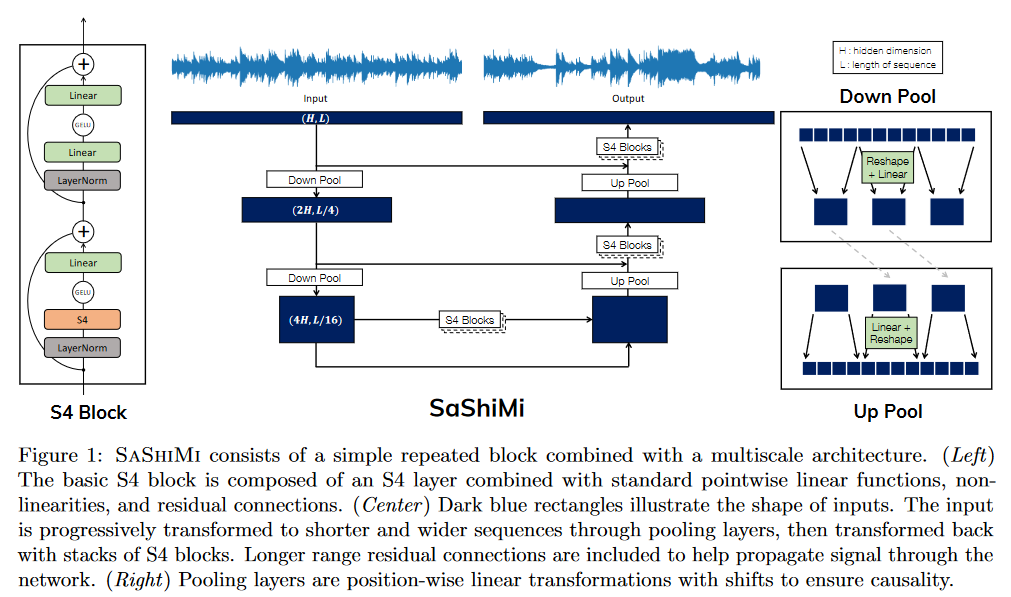 Linear
GELU
Linear
LayerNorm
Linear
GELU
S4
LayerNorm
S4 Block
Input
Output
(H, L)
S4 Blocks
Down Pool
Up Pool
(2H, L/4)
S4 Blocks
Down Pool
Up Pool
(4H, L/16)
S4 Blocks
SaShiMi
H : hidden dimension
L : length of sequence
Down Pool
Reshape
+ Linear
Linear +
Reshape
Up Pool
Figure 1: SASHIMI consists of a simple repeated block combined with a multiscale architecture. (Left)
The basic S4 block is composed of an S4 layer combined with standard pointwise linear functions, non-
linearities, and residual connections. (Center) Dark blue rectangles illustrate the shape of inputs. The input
is progressively transformed to shorter and wider sequences through pooling layers, then transformed back
with stacks of S4 blocks. Longer range residual connections are included to help propagate signal through the
network. (Right) Pooling layers are position-wise linear transformations with shifts to ensure causality.